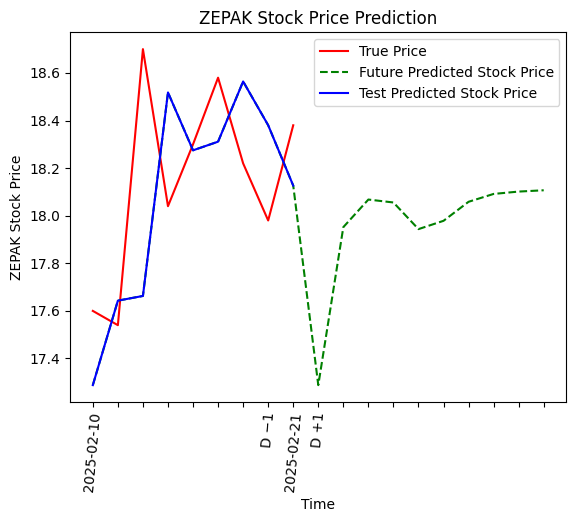 ZEPAK Stock Price Prediction
True Price
Future Predicted Stock Price
Test Predicted Stock Price
ZEPAK Stock Price
18.6
18.4
18.2
18.0
17.8
17.6
17.4
2025-02-10
D −1
2025-02-21
D +1
Time